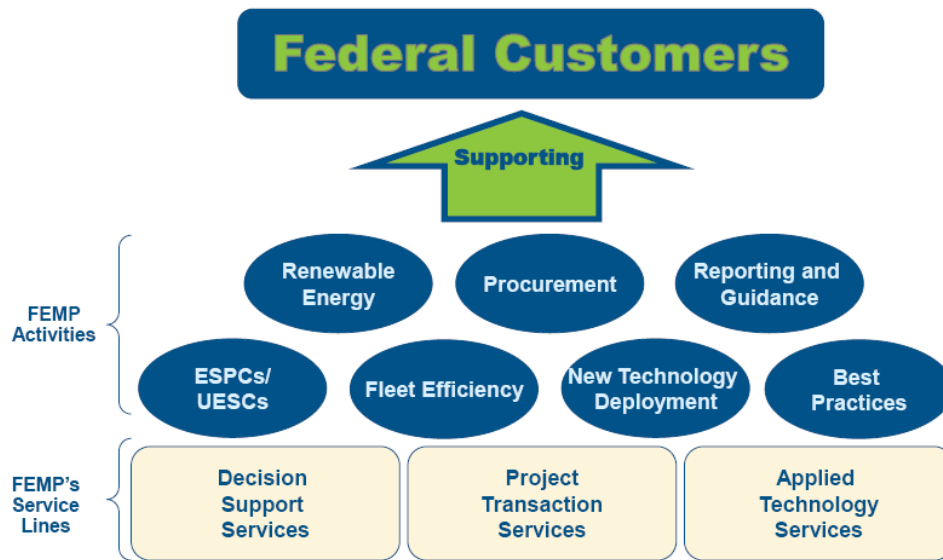 Federal Customers
Supporting
FEMP
Activities
Renewable
Energy
Procurement
Reporting and
Guidance
ESPCs/
UESCs
Fleet Efficiency
New Technology
Deployment
Best
Practices
FEMP's
Service
Lines
Decision
Support
Services
Project
Transaction
Services
Applied
Technology
Services